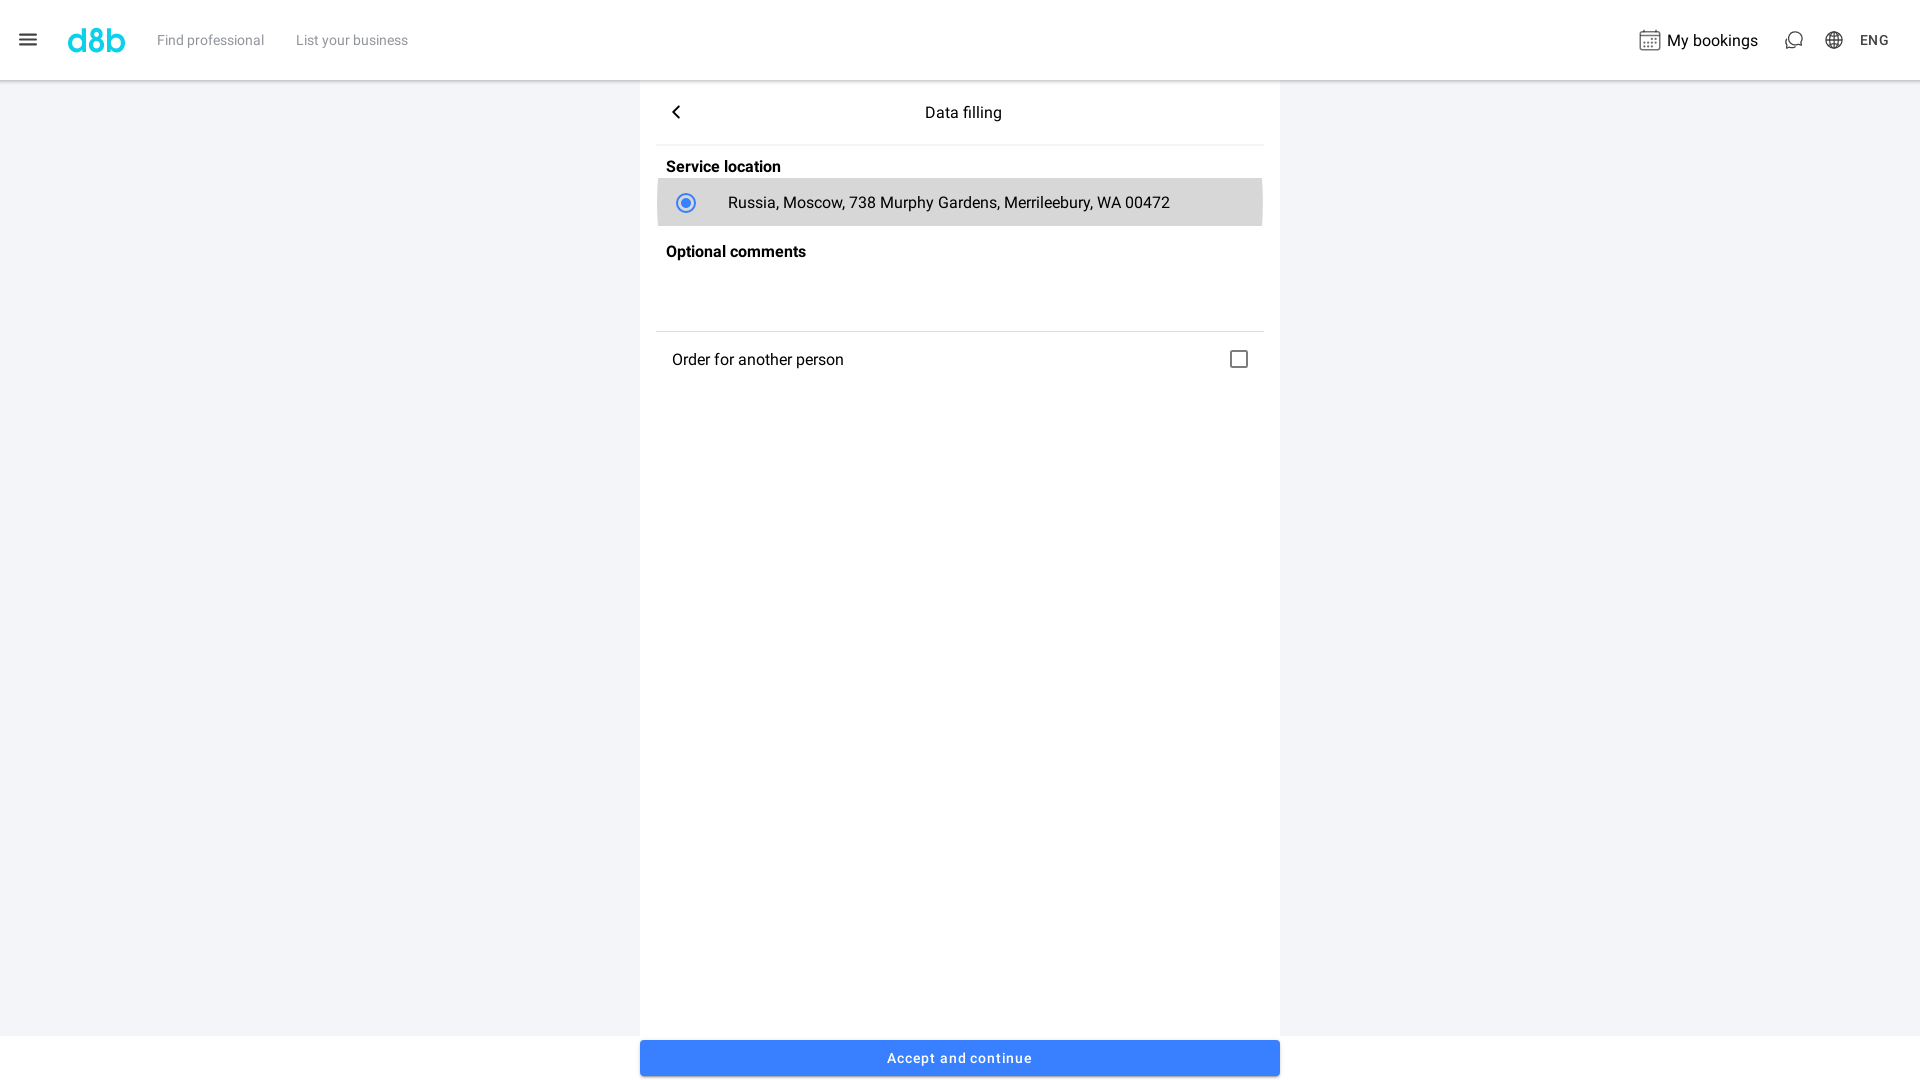 d8b
Find professional
List your business
My bookings
ENG
Data filling
Service location
Russia, Moscow, 738 Murphy Gardens, Merrileebury, WA 00472
Optional comments
Order for another person
Accept and continue